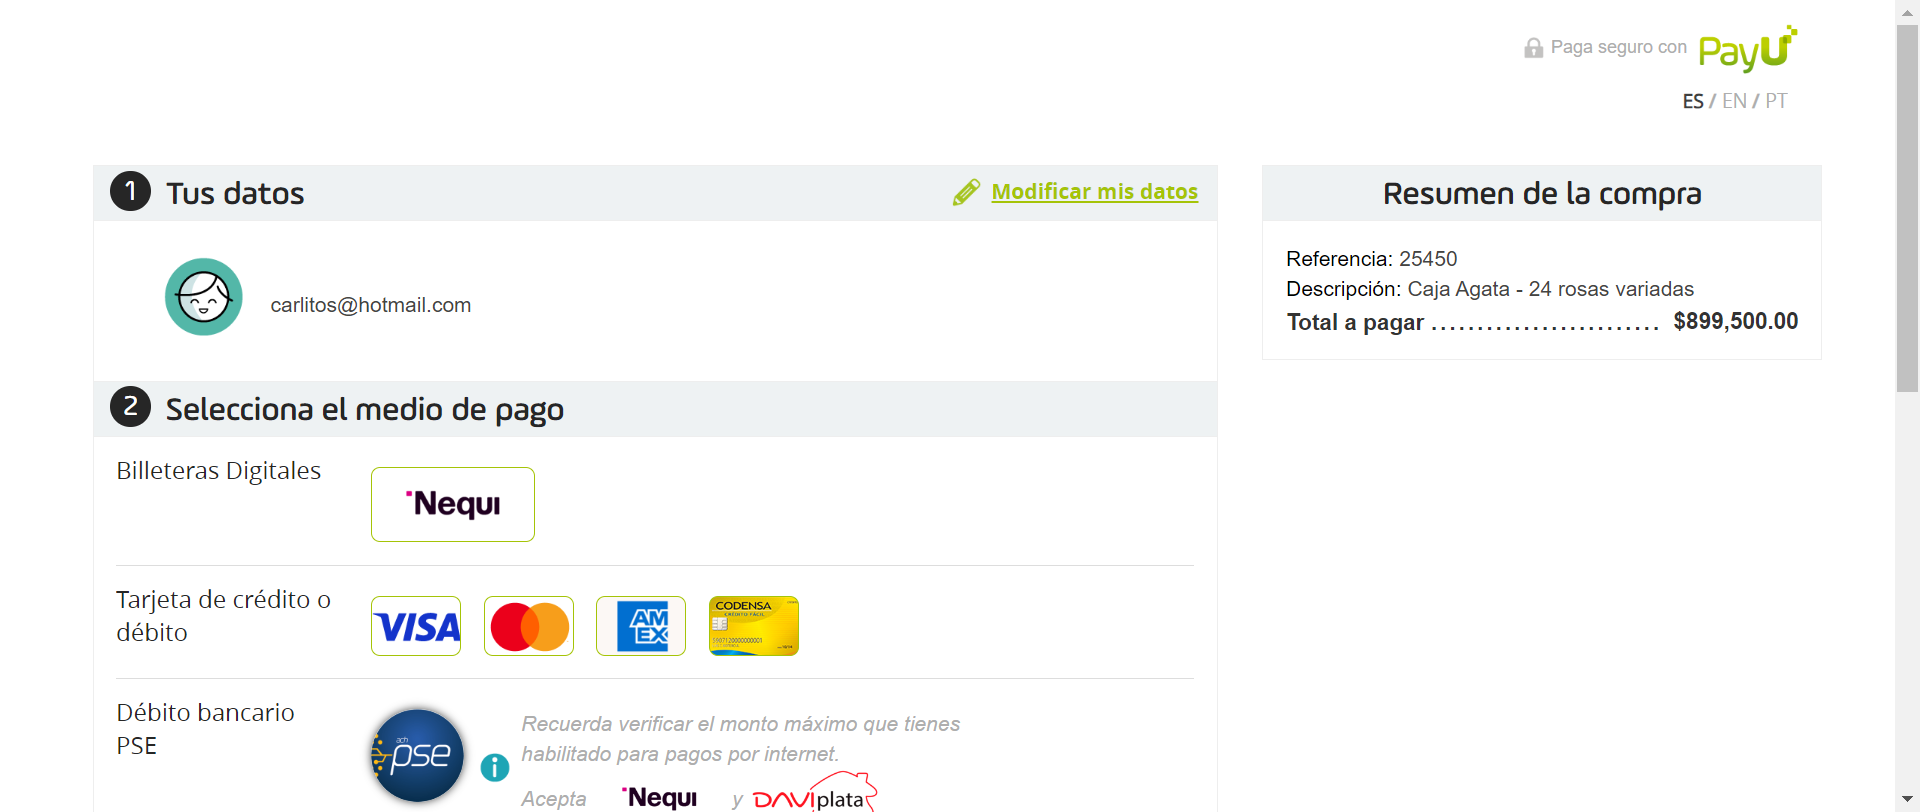 Paga seguro con PayU
ES / EN / PT
1 Tus datos
Modificar mis datos
carlitos@hotmail.com
Resumen de la compra
Referencia: 25450
Descripción: Caja Agata - 24 rosas variadas
Total a pagar ......................... $899,500.00
2 Selecciona el medio de pago
Billeteras Digitales
Nequi
Tarjeta de crédito o
débito
VISA
AM
EX
CODENSA
CRÉDITO FÁCIL
Débito bancario
PSE
ach
pse
i
Recuerda verificar el monto máximo que tienes
habilitado para pagos por internet.
Acepta Nequi y DAVIplata